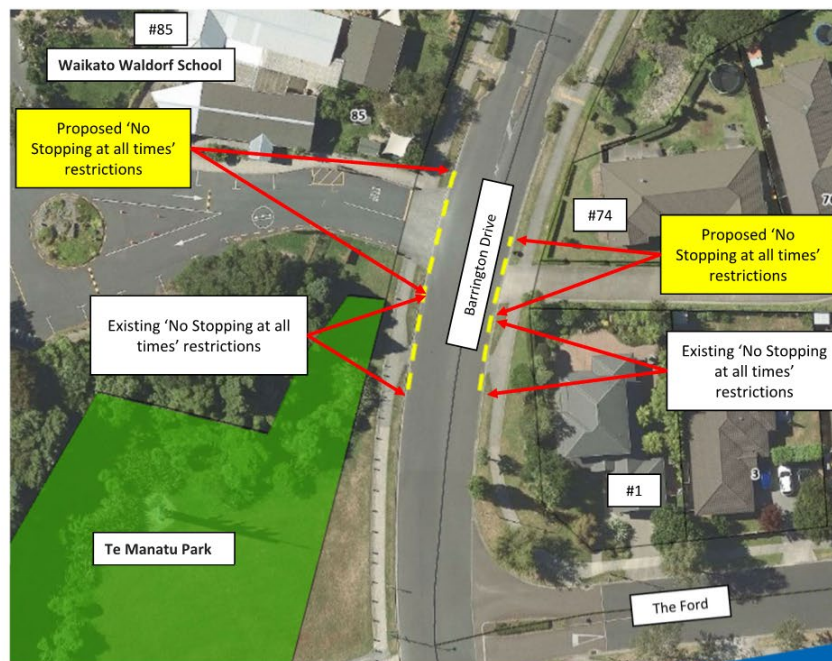 #85
Waikato Waldorf School
85
Proposed ‘No
Stopping at all times’
restrictions
STOP
#74
Barrington Drive
Proposed ‘No
Stopping at all times’
restrictions
Existing ‘No Stopping at all
times’ restrictions
Existing ‘No Stopping
at all times’
restrictions
3
#1
Te Manatu Park
The Ford